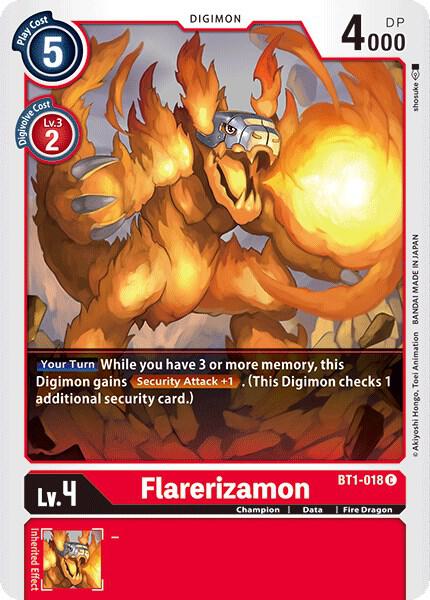 Play Cost
5
DIGIMON
DP
4000
Digivolve Cost
Lv.3
2
shosuke
Your Turn While you have 3 or more memory, this
Digimon gains Security Attack +1 . (This Digimon checks 1
additional security card.)
© Akiyoshi Hongo, Toei Animation BANDAI MADE IN JAPAN
Lv.4
Flarerizamon
BT1-018 C
Champion | Data | Fire Dragon
Inherited Effect
–